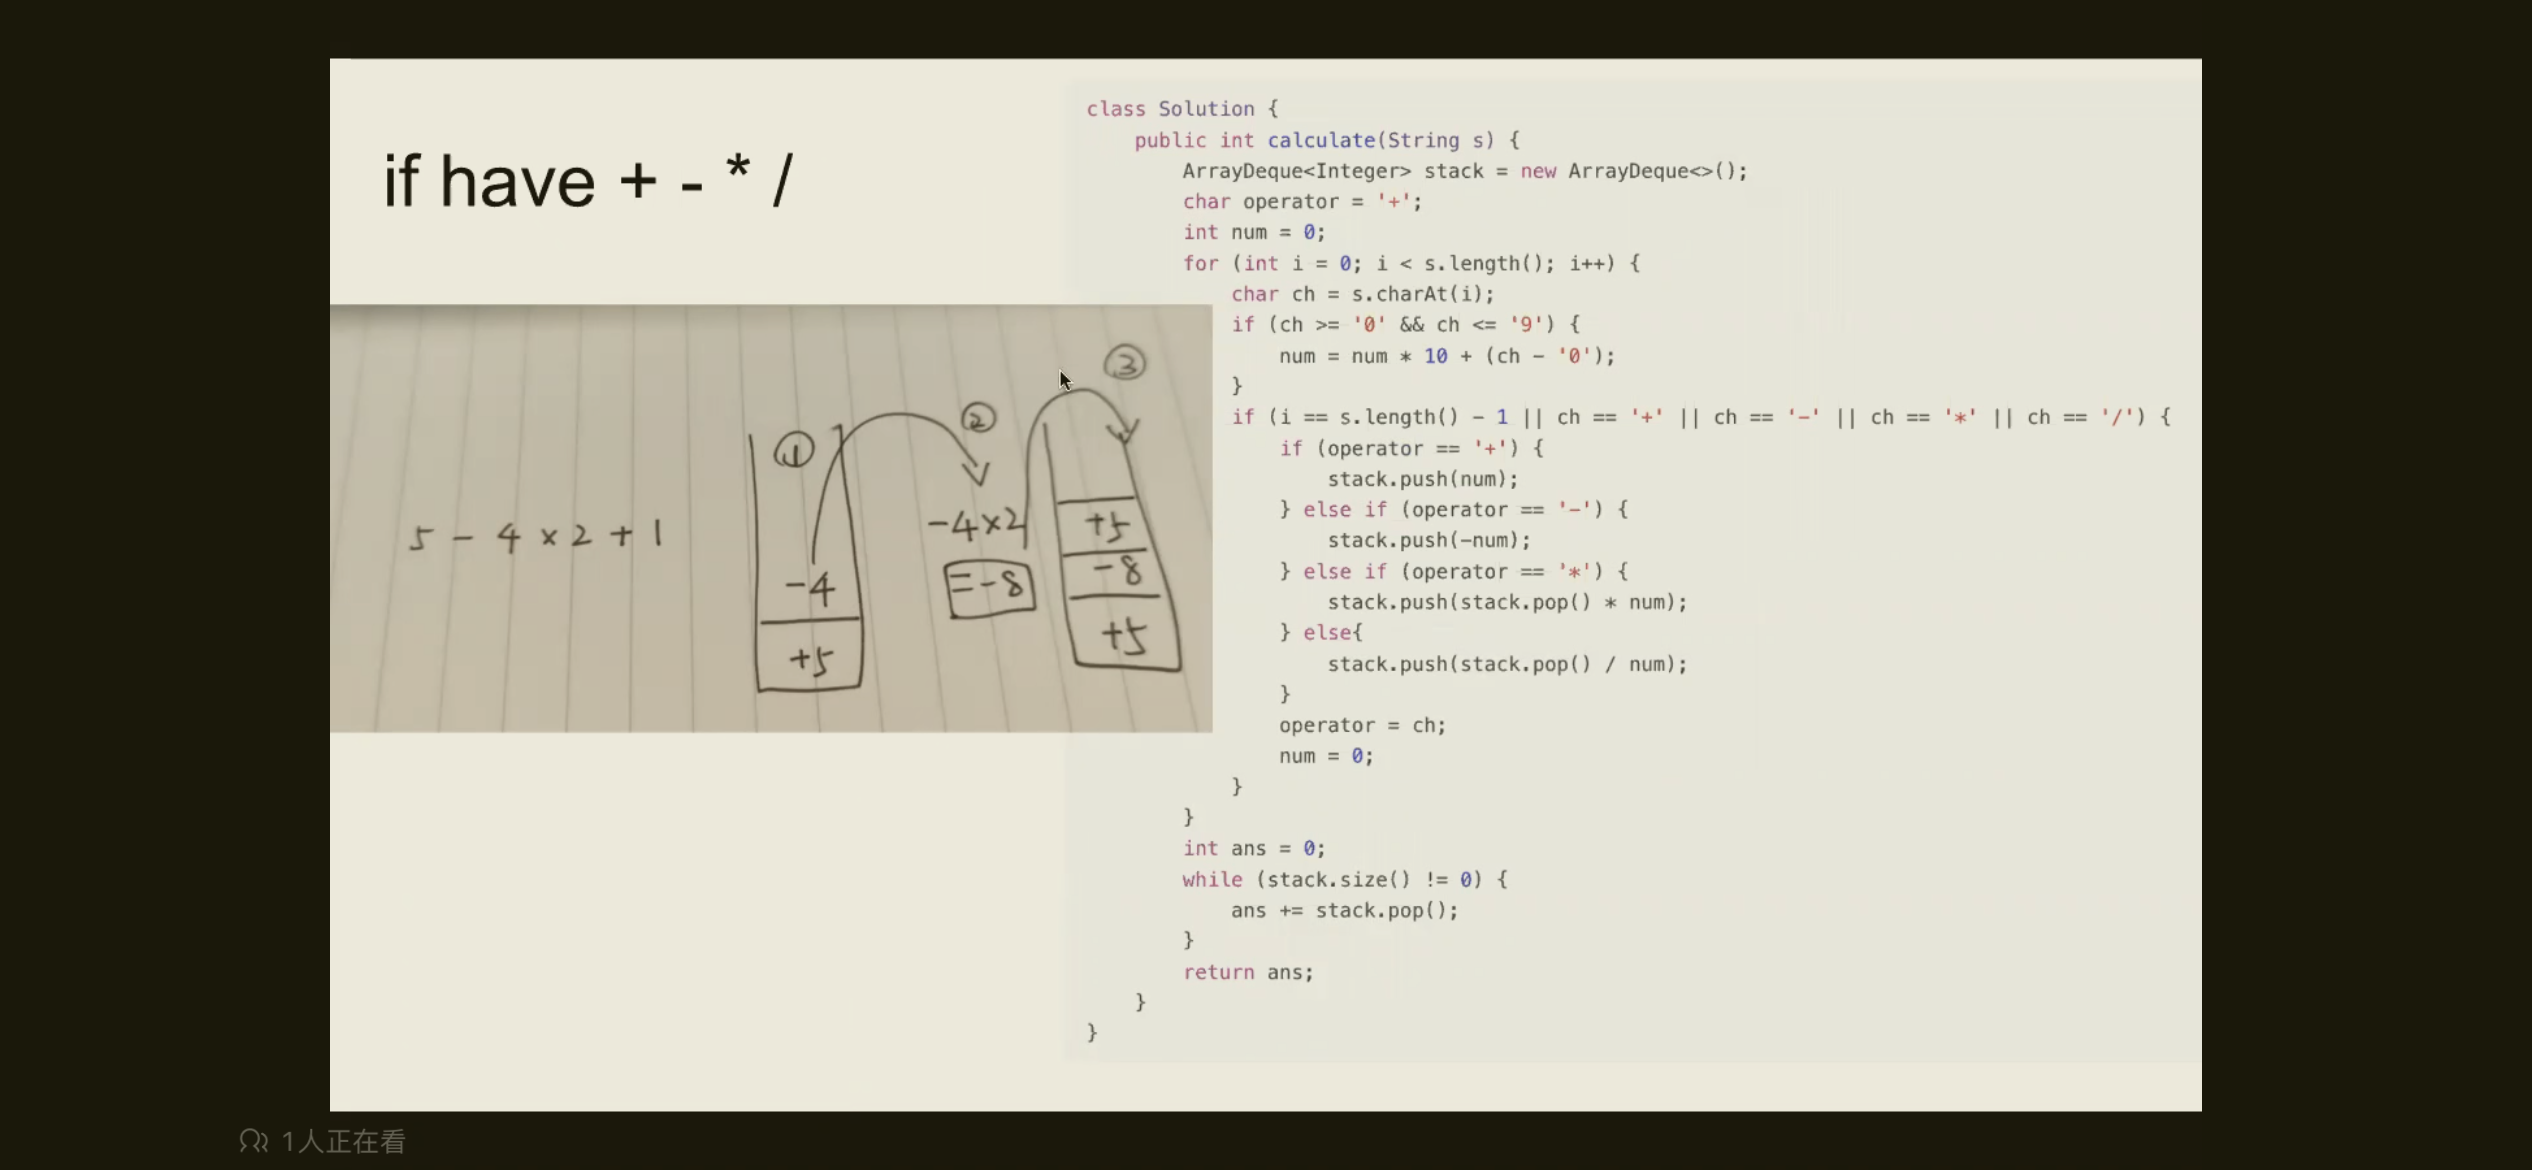 if have + - * /
5 - 4 × 2 + 1
①
-4
+5
②
-4×2
=-8
③
+5
-8
+5
class Solution {
public int calculate(String s) {
ArrayDeque<Integer> stack = new ArrayDeque<>();
char operator = '+';
int num = 0;
for (int i = 0; i < s.length(); i++) {
char ch = s.charAt(i);
if (ch >= '0' && ch <= '9') {
num = num * 10 + (ch - '0');
}
if (i == s.length() - 1 || ch == '+' || ch == '-' || ch == '*' || ch == '/') {
if (operator == '+') {
stack.push(num);
} else if (operator == '-') {
stack.push(-num);
} else if (operator == '*') {
stack.push(stack.pop() * num);
} else{
stack.push(stack.pop() / num);
}
operator = ch;
num = 0;
}
}
int ans = 0;
while (stack.size() != 0) {
ans += stack.pop();
}
return ans;
}
}
1人正在看